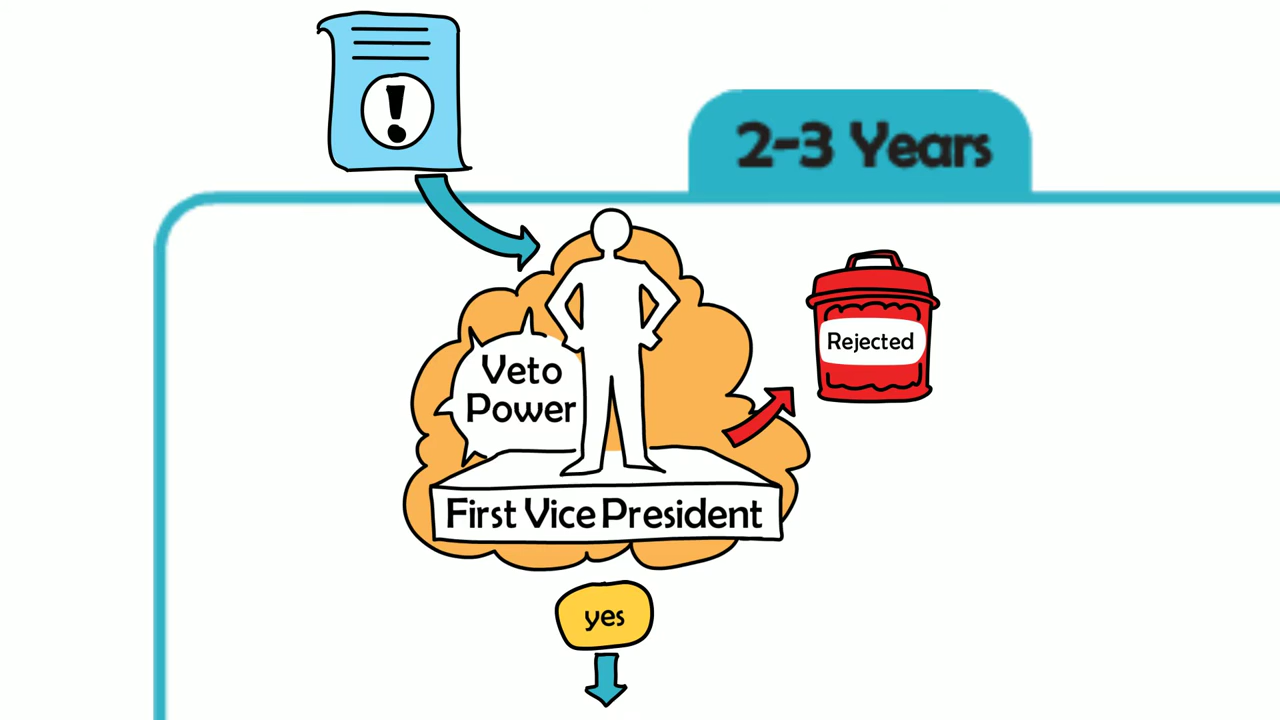 !
2-3 Years
Rejected
Veto
Power
First Vice President
yes